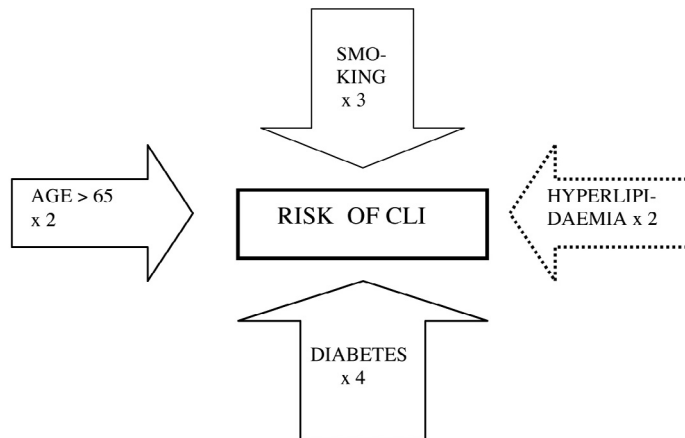 SMO-
KING
x 3
AGE > 65
x 2
RISK OF CLI
HYPERLIPI-
DAEMIA x 2
DIABETES
x 4